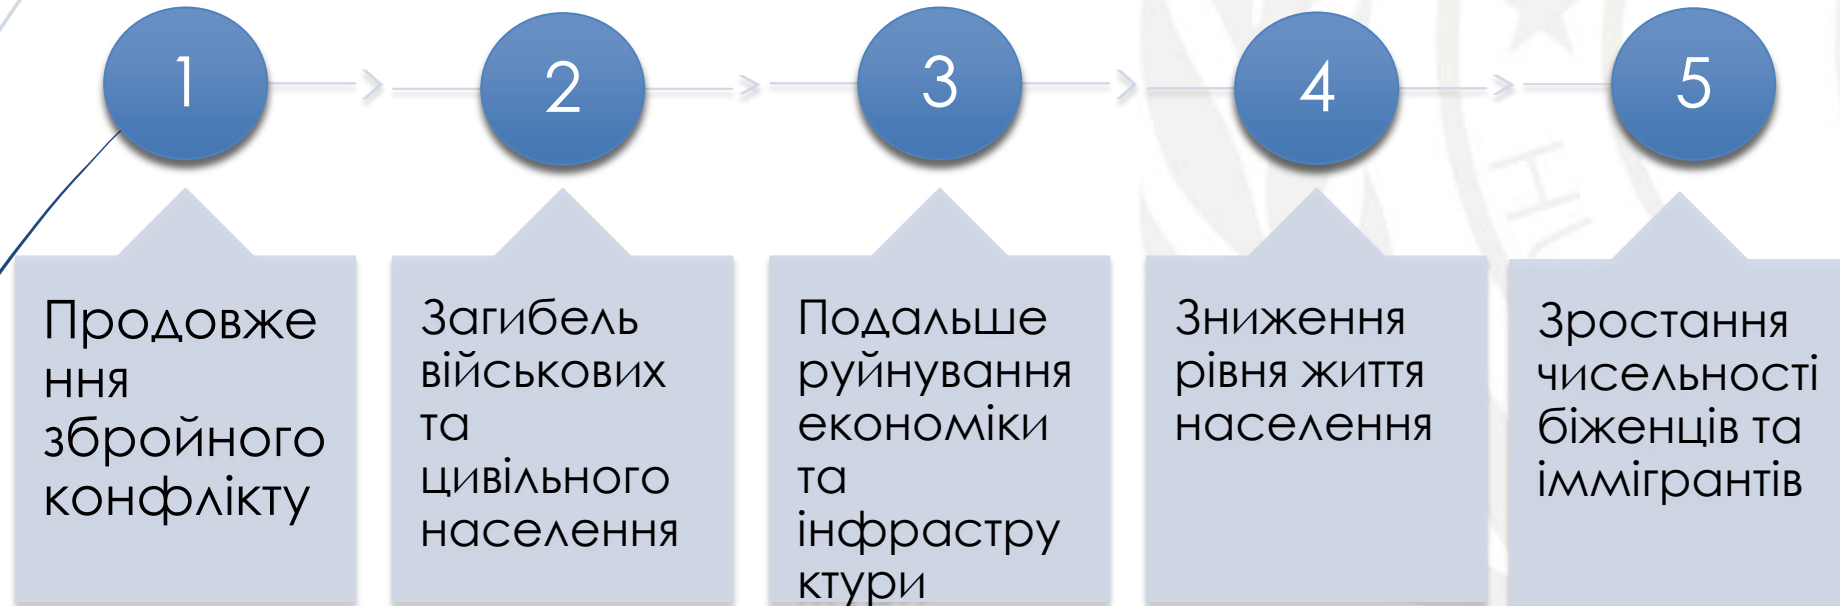 1
2
3
4
5
Продовже
ння
збройного
конфлікту
Загибель
військових
та
цивільного
населення
Подальше
руйнування
економіки
та
інфрастру
ктури
Зниження
рівня життя
населення
Зростання
чисельності
біженців та
іммігрантів